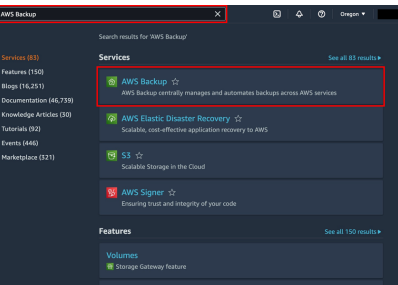 AWS Backup
Oregon
Search results for 'AWS Backup'
Services (83)
Features (150)
Blogs (16,251)
Documentation (46,739)
Knowledge Articles (30)
Tutorials (92)
Events (446)
Marketplace (321)
Services
See all 83 results
AWS Backup
AWS Backup centrally manages and automates backups across AWS services
AWS Elastic Disaster Recovery
Scalable, cost-effective application recovery to AWS
S3
Scalable Storage in the Cloud
AWS Signer
Ensuring trust and integrity of your code
Features
See all 150 results
Volumes
Storage Gateway feature